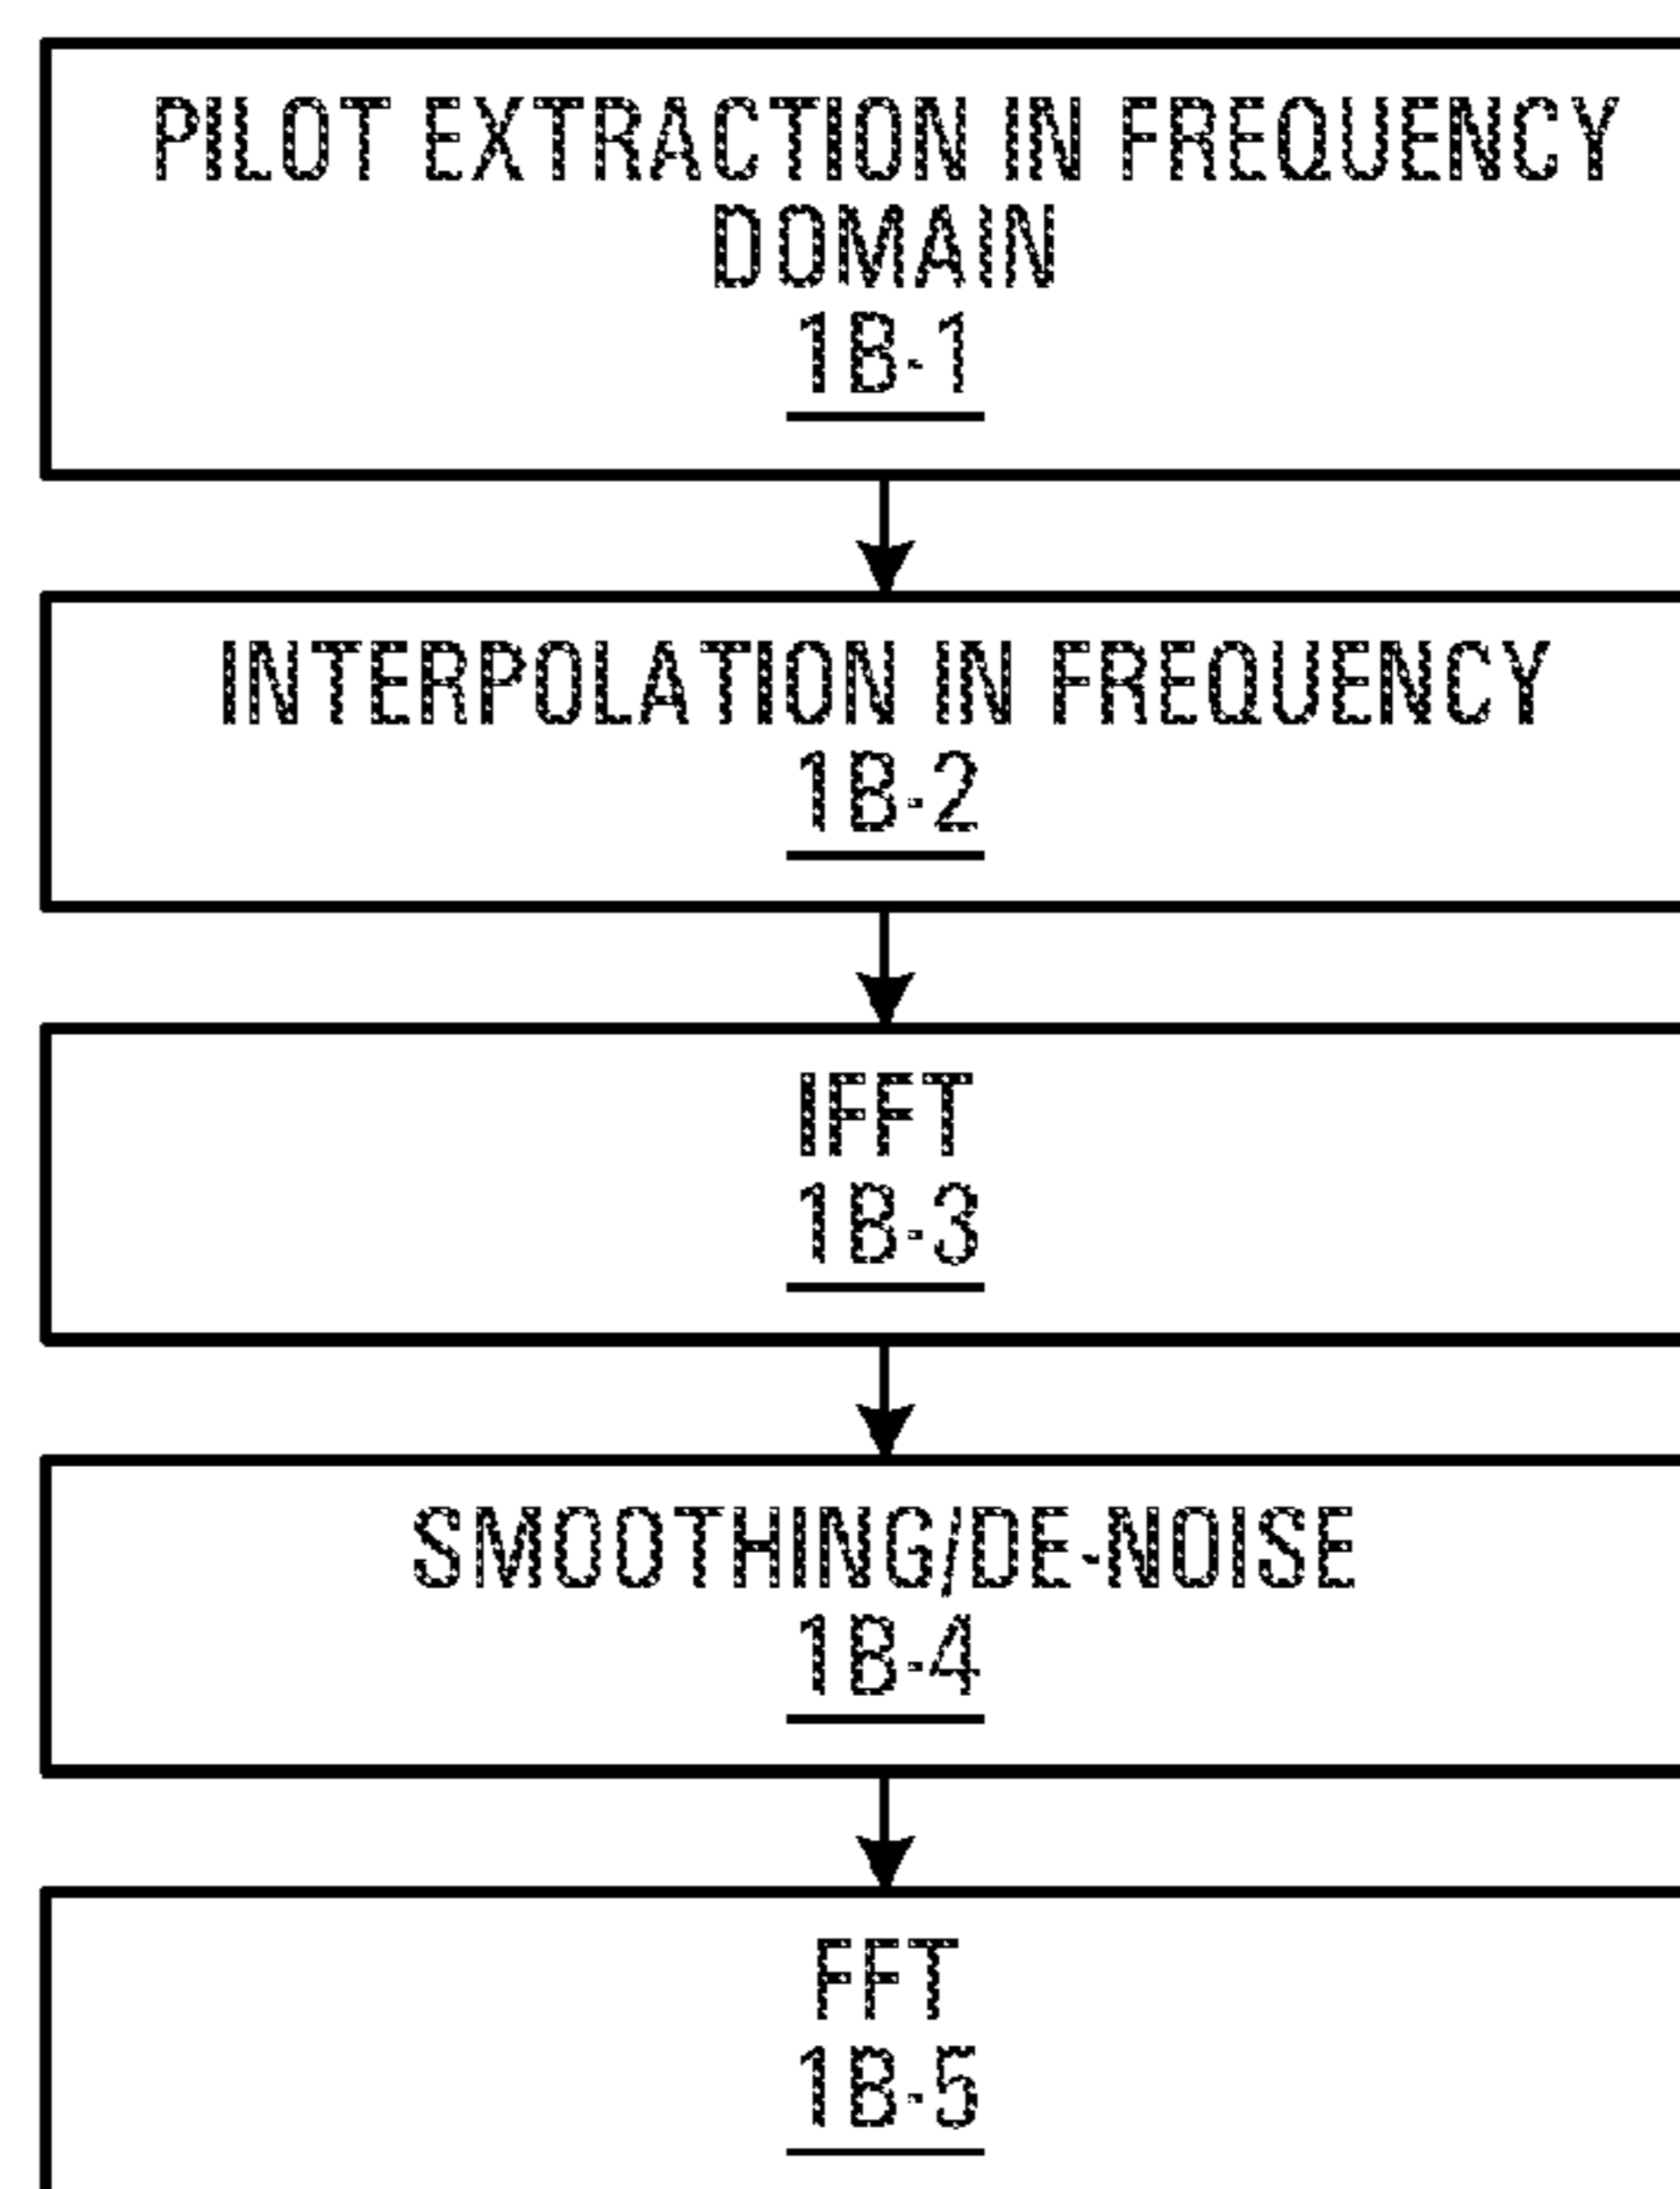 PILOT EXTRACTION IN FREQUENCY
DOMAIN
1B-1
INTERPOLATION IN FREQUENCY
1B-2
IFFT
1B-3
SMOOTHING/DE-NOISE
1B-4
FFT
1B-5